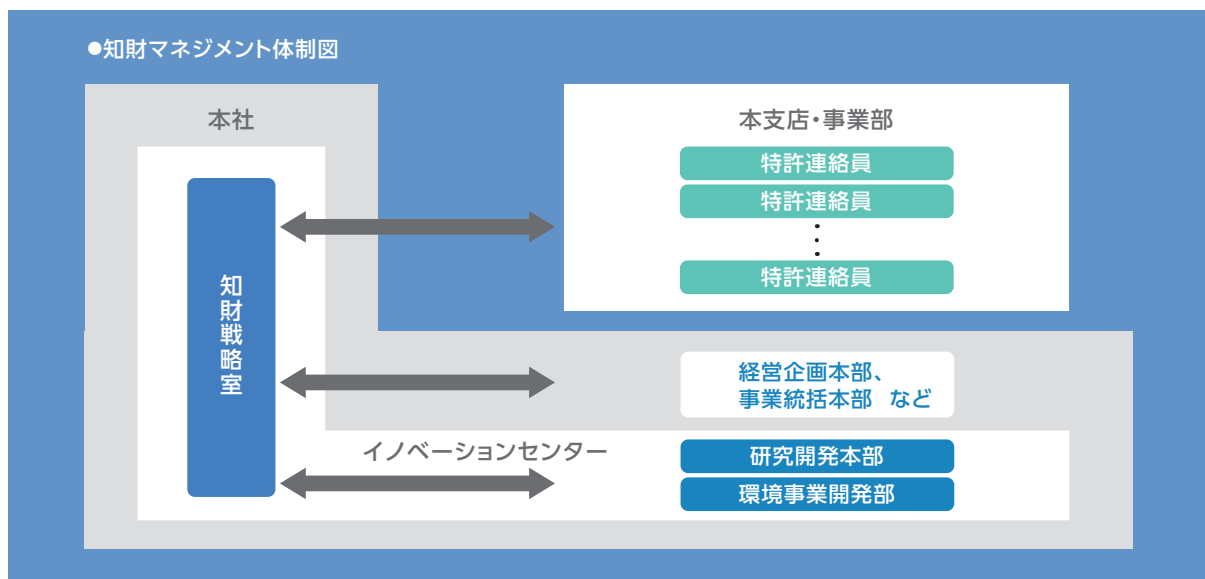 ●知財マネジメント体制図
本社
知財戦略室
本支店・事業部
特許連絡員
特許連絡員
特許連絡員
経営企画本部、
事業統括本部 など
イノベーションセンター
研究開発本部
環境事業開発部